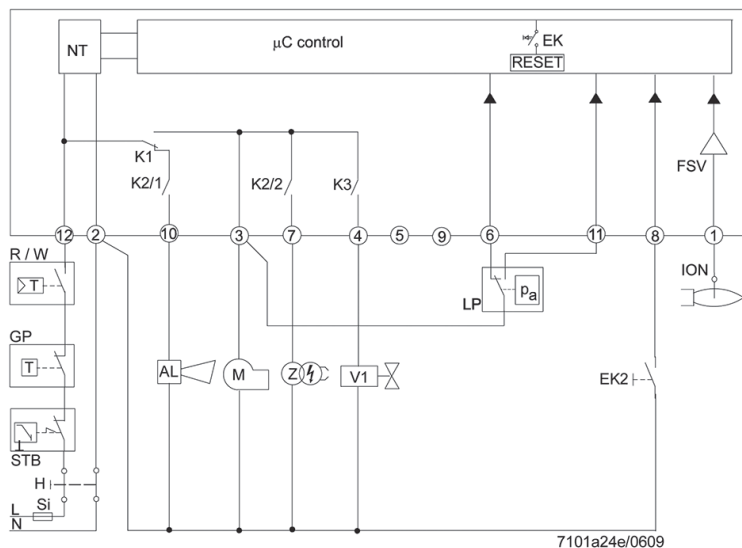 NT
μC control
EK
RESET
K1
K2/1
K2/2
K3
FSV
12
2
10
3
7
4
5
9
6
11
8
1
R / W
T
LP
pa
ION
GP
T
AL
M
Z
V1
EK2
STB
H
Si
L
N
7101a24e/0609